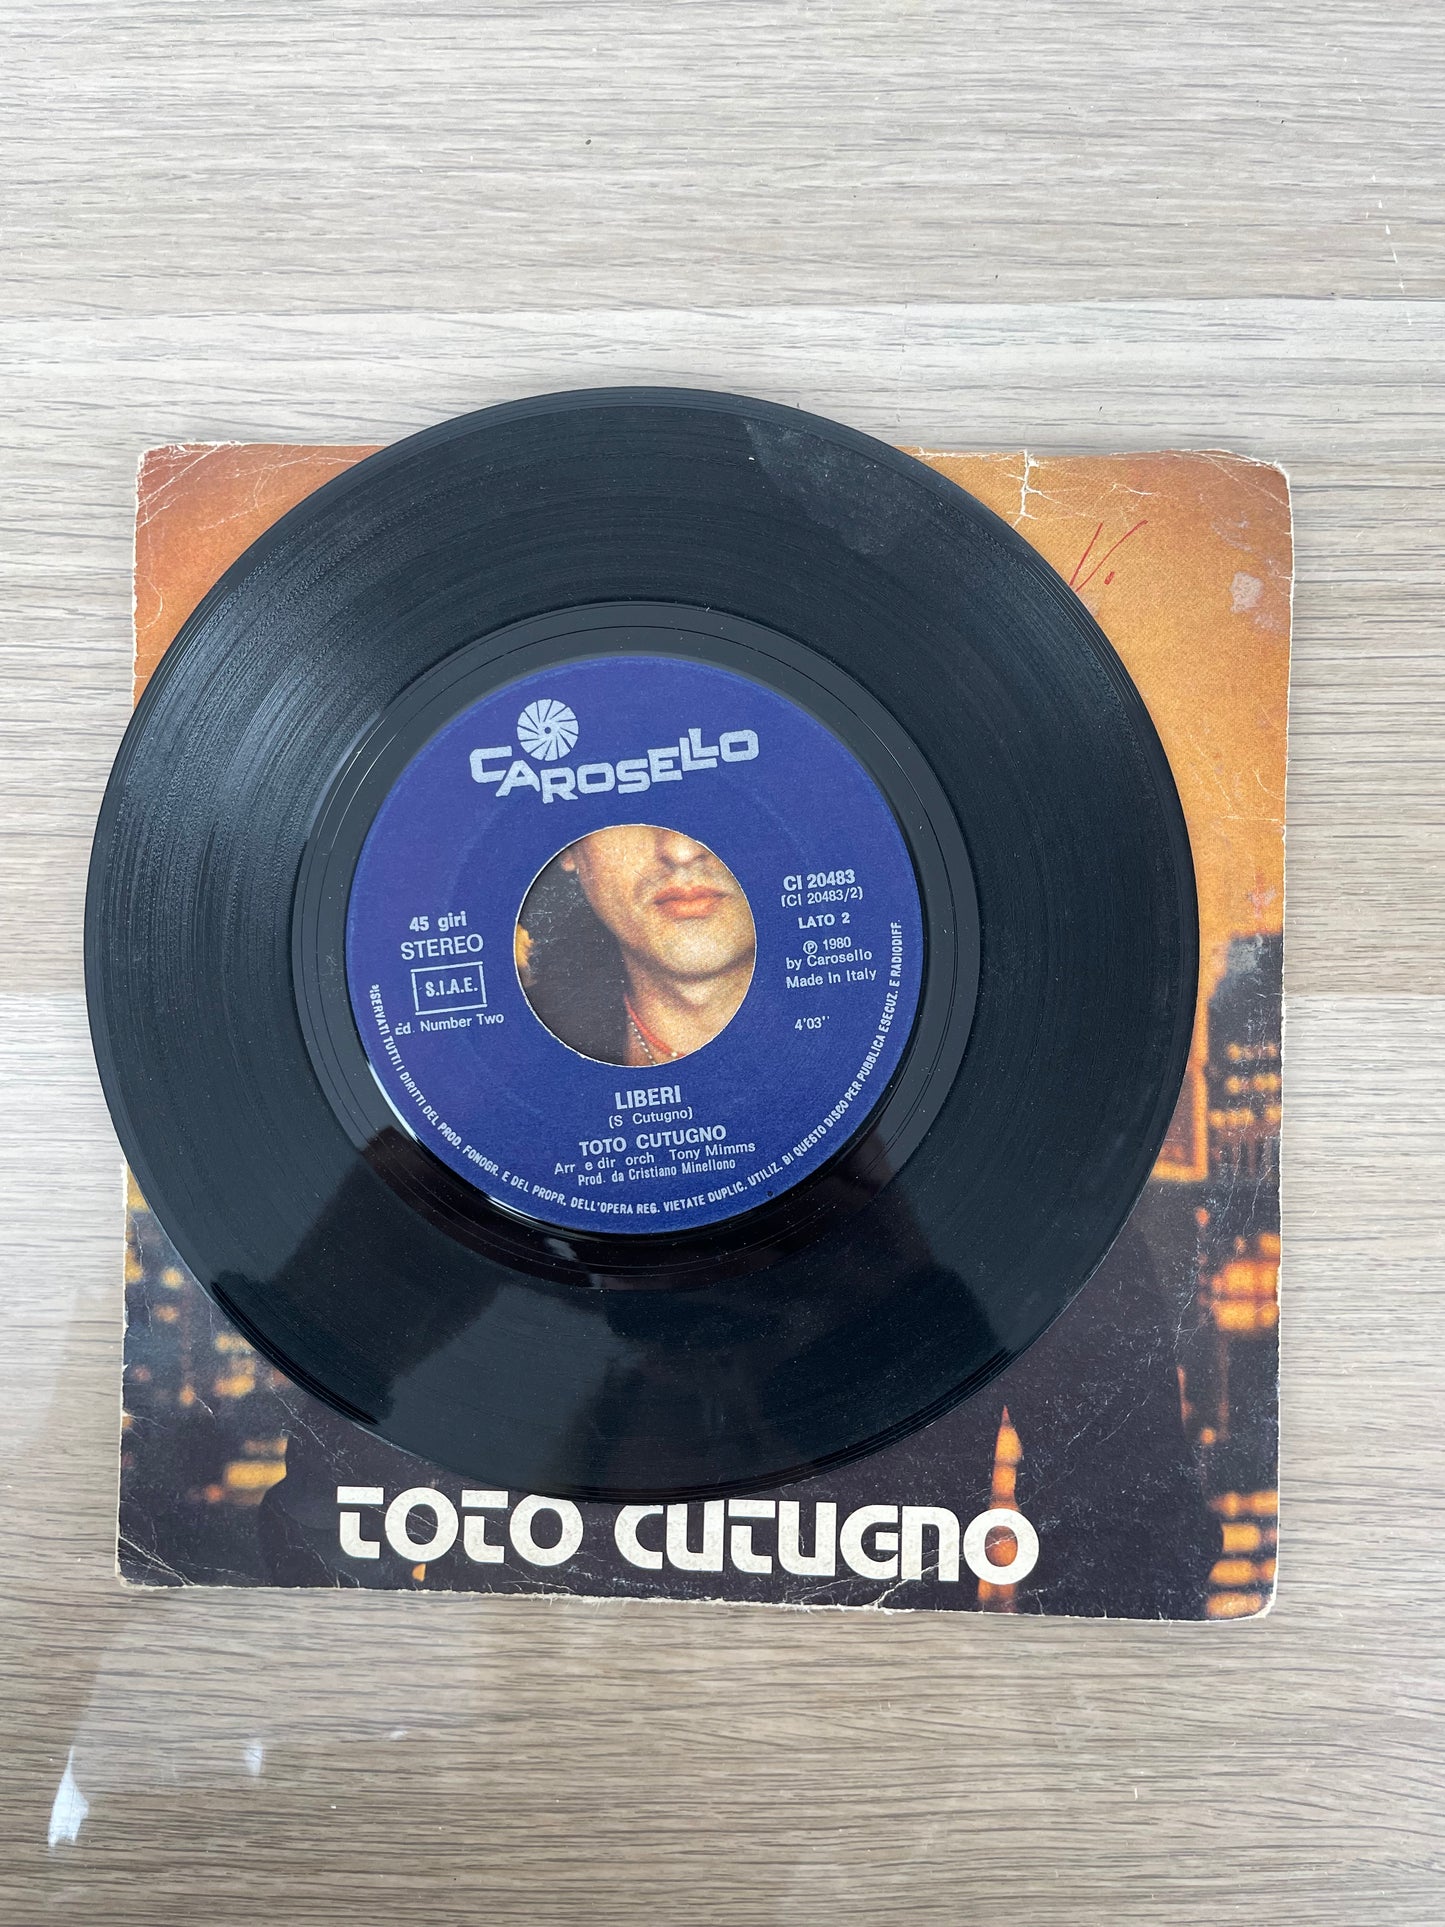 CAROSELLO
45 giri
STEREO
S.I.A.E.
Ed. Number Two
CI 20483
(CI 20483/2)
LATO 2
℗ 1980
by Carosello
Made in Italy
4'03''
LIBERI
(S Cutugno)
TOTO CUTUGNO
Arr e dir orch Tony Mimms
Prod. da Cristiano Minellono
RISERVATI TUTTI I DIRITTI DEL PROD. FONOGR. E DEL PROPR. DELL'OPERA REG. VIETATE DUPLIC. UTILIZ. DI QUESTO DISCO PER PUBBLICA ESECUZ. E RADIODIFF.
V.
TOTO CUTUGNO